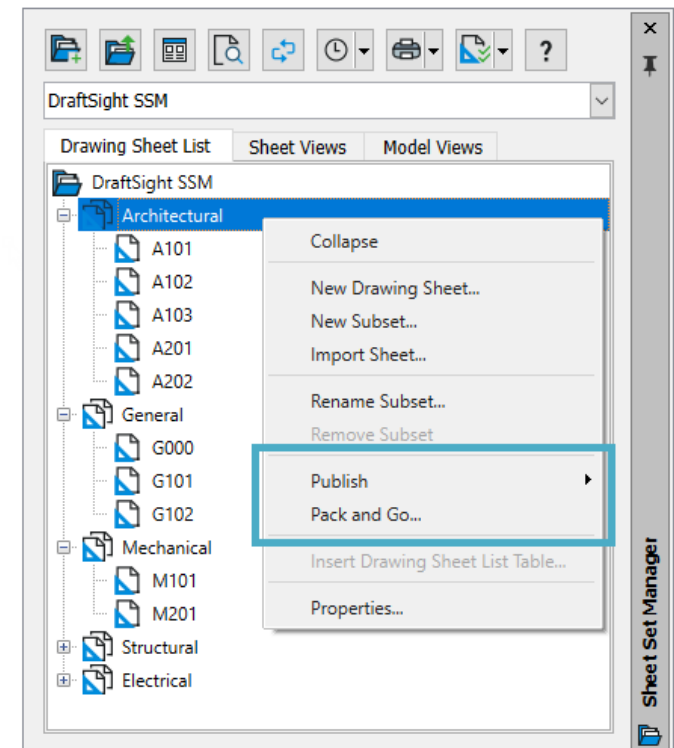 ?
DraftSight SSM
Drawing Sheet List Sheet Views Model Views
DraftSight SSM
Architectural
A101
A102
A103
A201
A202
General
G000
G101
G102
Mechanical
M101
M201
Structural
Electrical
Collapse
New Drawing Sheet...
New Subset...
Import Sheet...
Rename Subset...
Remove Subset
Publish
Pack and Go...
Insert Drawing Sheet List Table...
Properties...
Sheet Set Manager